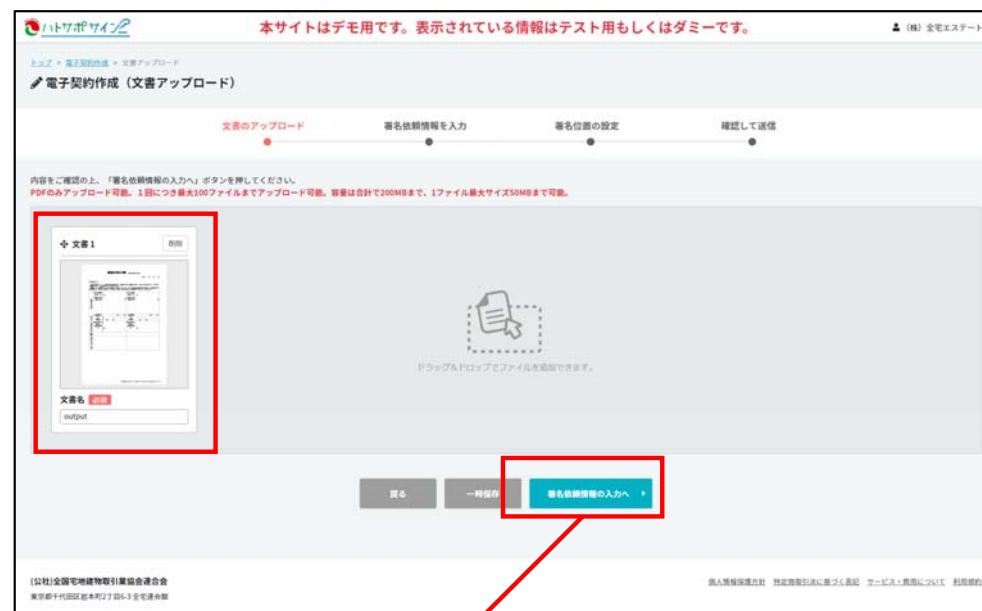 ハトサポサイン
本サイトはデモ用です。表示されている情報はテスト用もしくはダミーです。
(株) 全宅エステート
トップ > 電子契約作成 > 文書アップロード
電子契約作成（文書アップロード）
文書のアップロード
署名依頼情報を入力
署名位置の設定
確認して送信
内容をご確認の上、「署名依頼情報の入力へ」ボタンを押してください。
PDFのみアップロード可能。1回につき最大100ファイルまでアップロード可能。容量は合計で200MBまで、1ファイル最大サイズ50MBまで可能。
文書1
削除
ドラッグ&ドロップでファイルを追加できます。
文書名 必須
output
戻る
一時保存
署名依頼情報の入力へ
(公社)全国宅地建物取引業協会連合会
東京都千代田区岩本町2丁目6-3 全宅連会館
個人情報保護方針 特定商取引法に基づく表記 サービス・費用について 利用規約